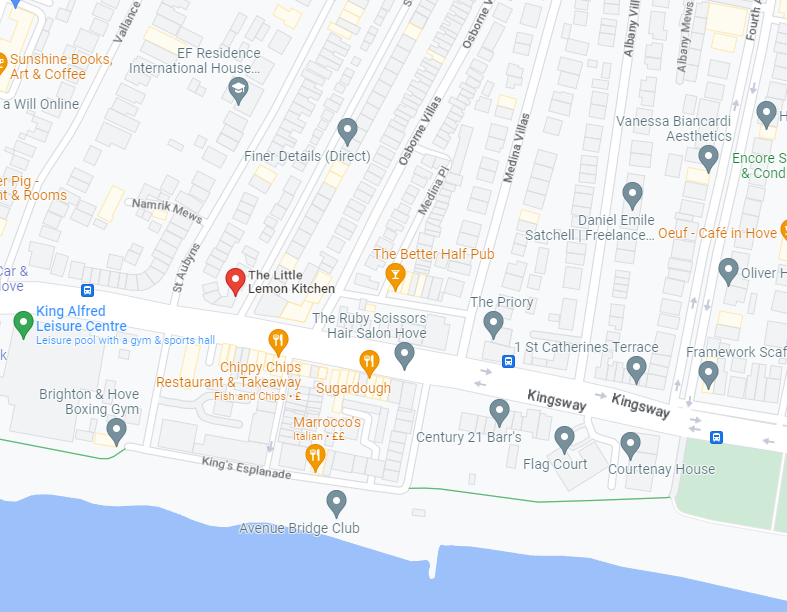 Vallance
Osborne V
Albany Villas
Albany Mews
Fourth A
EF Residence
International House...
Sunshine Books,
Art & Coffee
a Will Online
Finer Details (Direct)
Osborne Villas
Medina Villas
Medina Pl
Vanessa Biancardi
Aesthetics
H
Encore S
& Cond
er Pig -
nt & Rooms
Namrik Mews
St Aubyns
Daniel Emile
Satchell | Freelance...
Oeuf - Café in Hove
The Better Half Pub
Car &
Hove
The Little
Lemon Kitchen
Oliver H
King Alfred
Leisure Centre
Leisure pool with a gym & sports hall
k
The Priory
The Ruby Scissors
Hair Salon Hove
1 St Catherines Terrace
Framework Scaf
Chippy Chips
Restaurant & Takeaway
Fish and Chips • £
Sugardough
Brighton & Hove
Boxing Gym
Kingsway
Kingsway
Marrocco's
Italian • ££
Century 21 Barr's
Flag Court
Courtenay House
King's Esplanade
Avenue Bridge Club